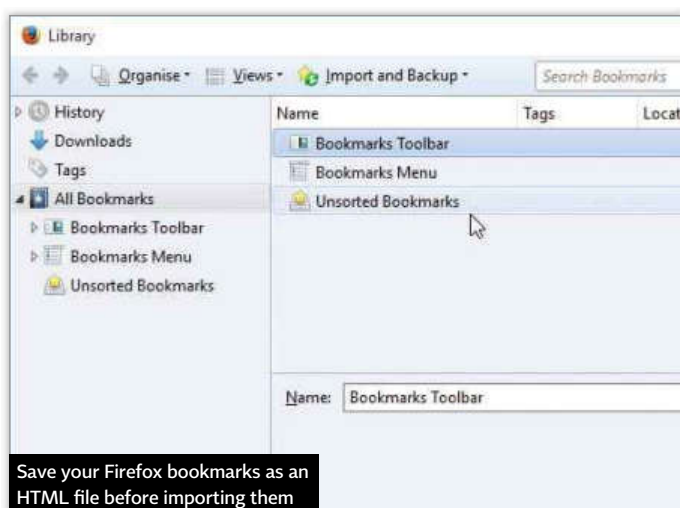 Library
Organise Views Import and Backup Search Bookmarks
History
Downloads
Tags
All Bookmarks
Bookmarks Toolbar
Bookmarks Menu
Unsorted Bookmarks
Name Tags Locat
Bookmarks Toolbar
Bookmarks Menu
Unsorted Bookmarks
Name: Bookmarks Toolbar
Save your Firefox bookmarks as an
HTML file before importing them